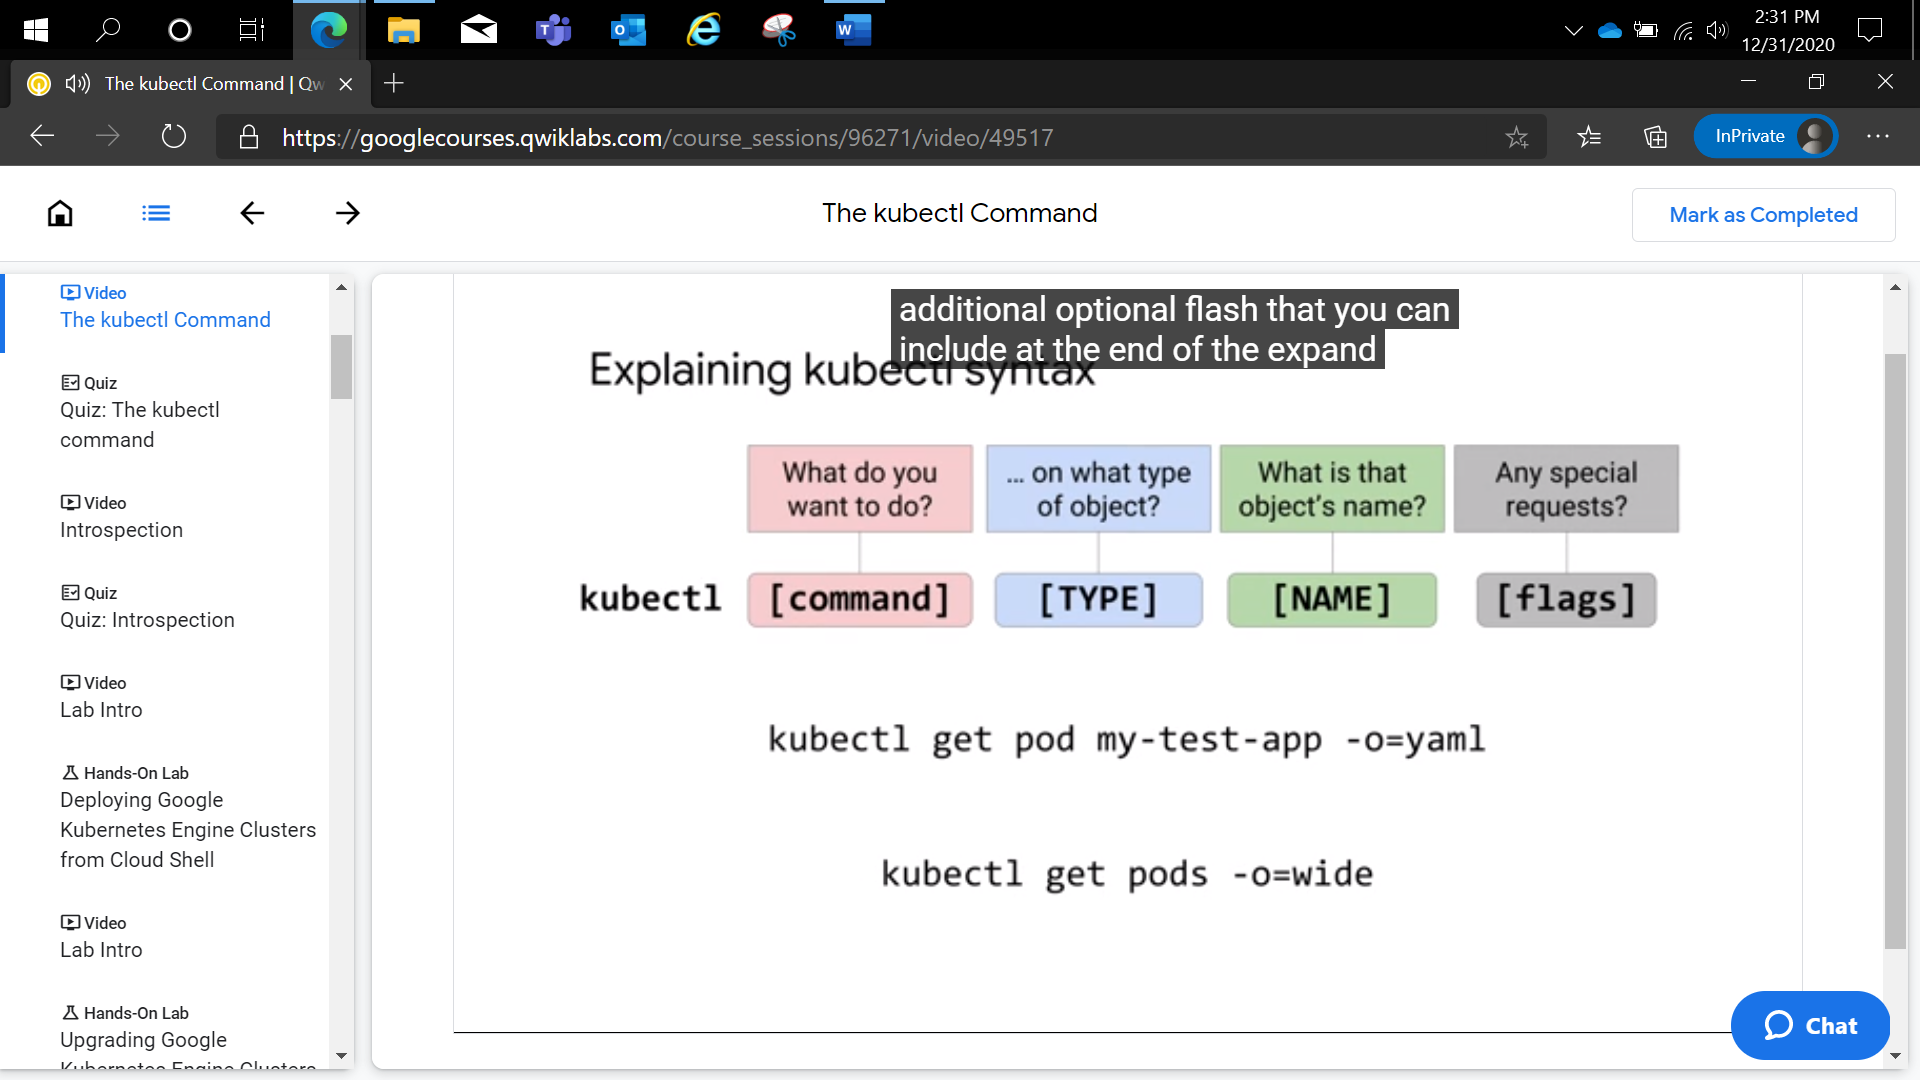 2:31 PM
12/31/2020
The kubectl Command | Qw
https://googlecourses.qwiklabs.com/course_sessions/96271/video/49517
InPrivate
The kubectl Command
Mark as Completed
Video
The kubectl Command
Quiz
Quiz: The kubectl
command
Video
Introspection
Quiz
Quiz: Introspection
Video
Lab Intro
Hands-On Lab
Deploying Google
Kubernetes Engine Clusters
from Cloud Shell
Video
Lab Intro
Hands-On Lab
Upgrading Google
Kubernetes Engine Clusters
additional optional flash that you can
include at the end of the expand
Explaining kubectl syntax
What do you
want to do?
... on what type
of object?
What is that
object's name?
Any special
requests?
kubectl [command] [TYPE] [NAME] [flags]
kubectl get pod my-test-app -o=yaml
kubectl get pods -o=wide
Chat